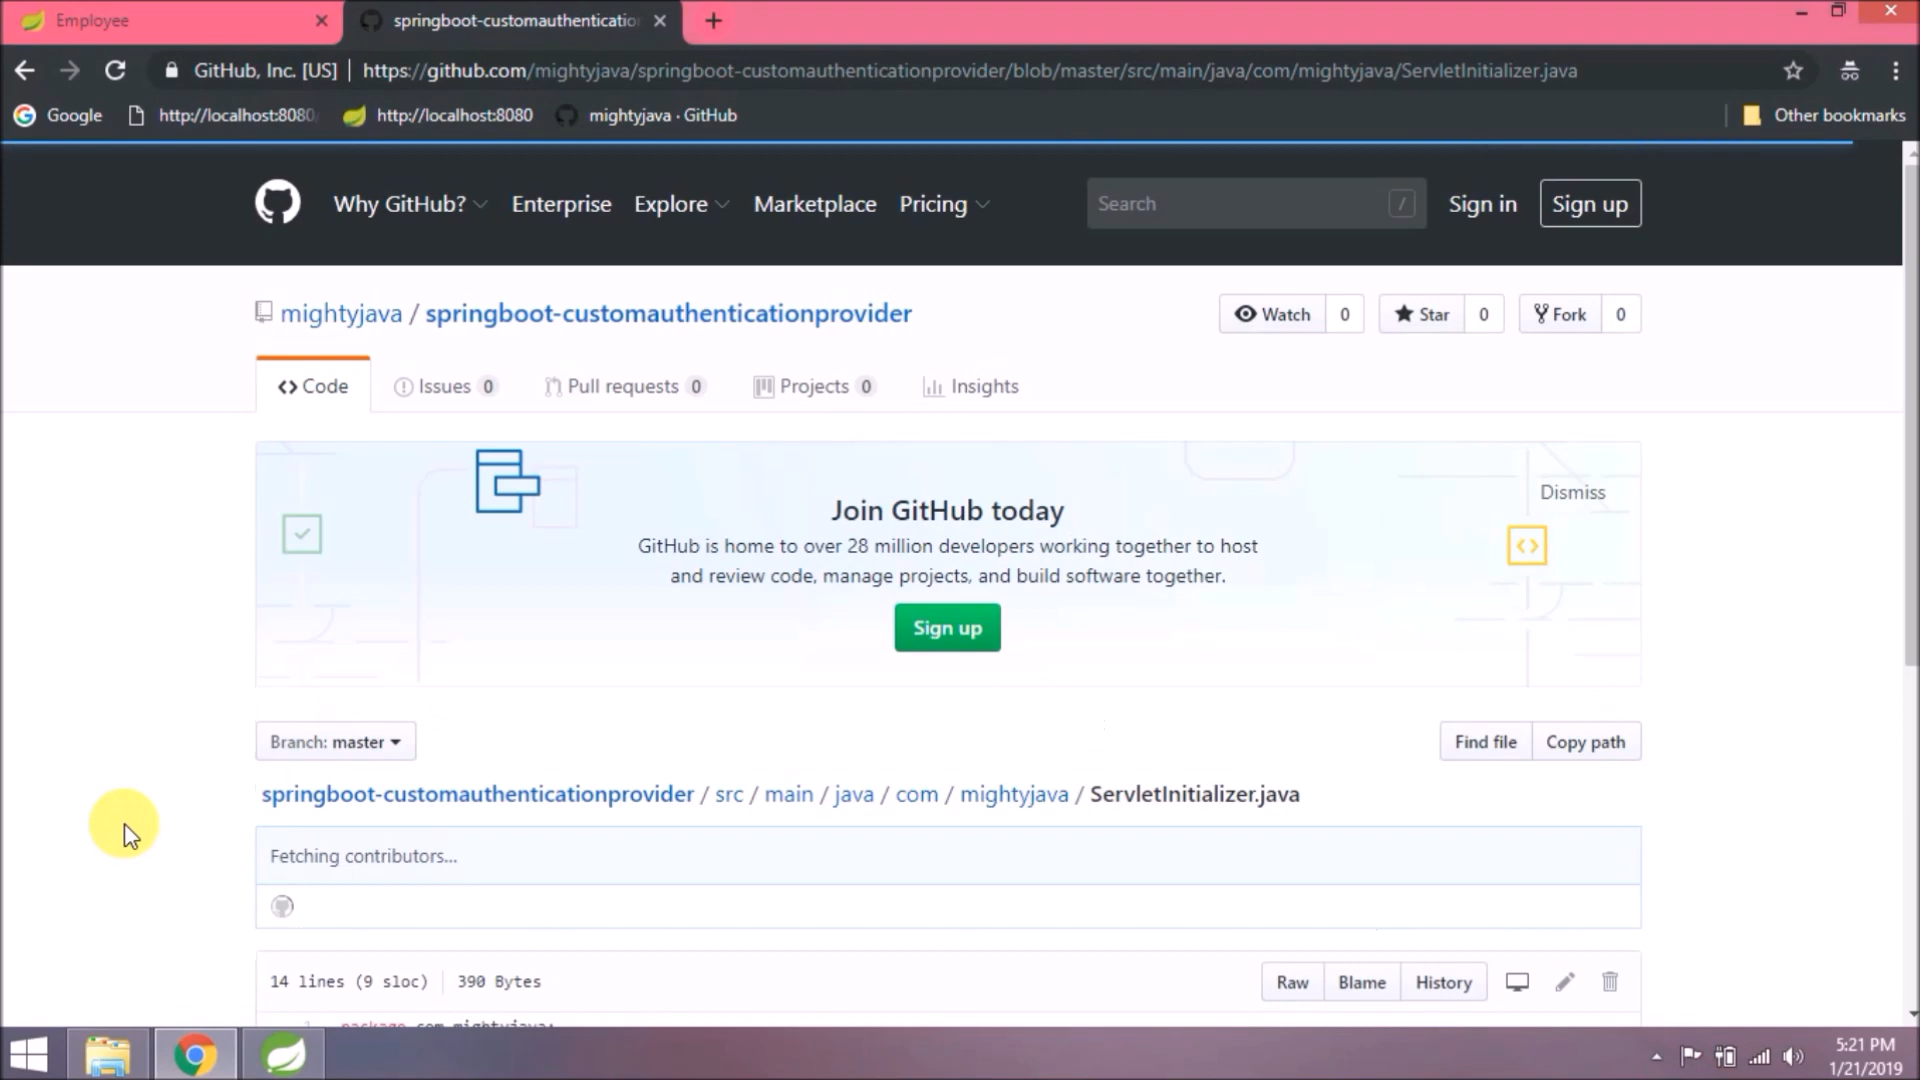 Employee
springboot-customauthenticatio
GitHub, Inc. [US]
https://github.com/mightyjava/springboot-customauthenticationprovider/blob/master/src/main/java/com/mightyjava/ServletInitializer.java
Google
http://localhost:8080
http://localhost:8080
mightyjava · GitHub
Other bookmarks
Why GitHub?
Enterprise
Explore
Marketplace
Pricing
Search
/
Sign in
Sign up
mightyjava / springboot-customauthenticationprovider
Watch 0
Star 0
Fork 0
Code
Issues 0
Pull requests 0
Projects 0
Insights
Join GitHub today
Dismiss
GitHub is home to over 28 million developers working together to host
and review code, manage projects, and build software together.
Sign up
Branch: master
Find file
Copy path
springboot-customauthenticationprovider / src / main / java / com / mightyjava / ServletInitializer.java
Fetching contributors...
14 lines (9 sloc)
390 Bytes
Raw
Blame
History
1 package com.mightyjava;
5:21 PM
1/21/2019